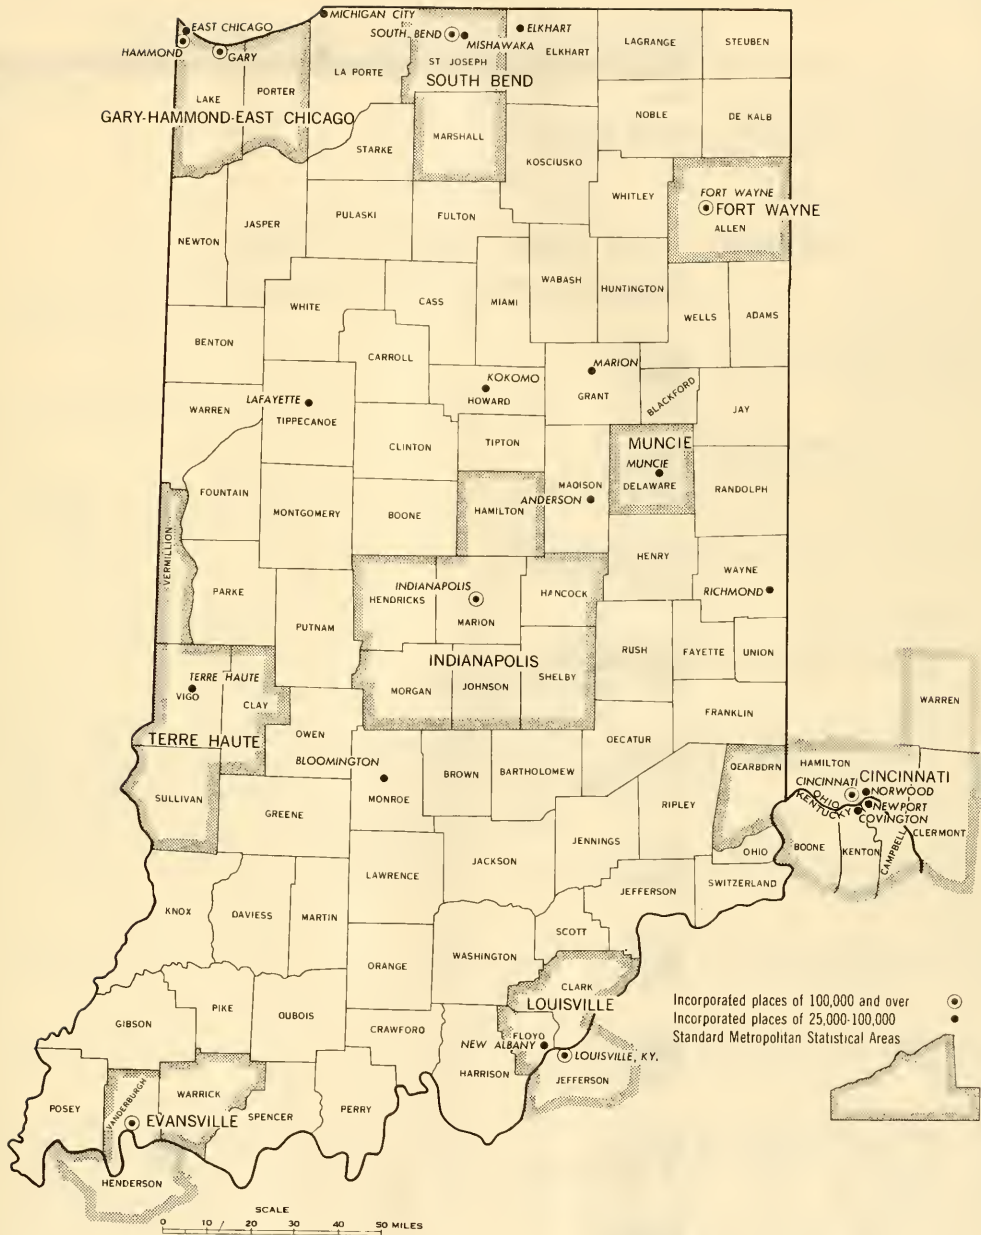 MICHIGAN CITY
EAST CHICAGO
SOUTH BEND
ELKHART
HAMMOND
GARY
MISHAWAKA
ELKHART
LAGRANGE
STEUBEN
ST JOSEPH
LA PORTE
SOUTH BEND
LAKE
PORTER
GARY-HAMMOND-EAST CHICAGO
NOBLE
DE KALB
STARKE
MARSHALL
KOSCIUSKO
WHITLEY
FORT WAYNE
FORT WAYNE
ALLEN
NEWTON
JASPER
PULASKI
FULTON
WHITE
CASS
MIAMI
WABASH
HUNTINGTON
WELLS
ADAMS
BENTON
CARROLL
MARION
KOKOMO
HOWARD
GRANT
BLACKFORD
JAY
WARREN
LAFAYETTE
TIPPECANOE
CLINTON
TIPTON
MUNCIE
MUNCIE
DELAWARE
MADISON
ANDERSON
RANDOLPH
FOUNTAIN
MONTGOMERY
BOONE
HAMILTON
VERMILLION
PARKE
HENRY
WAYNE
RICHMOND
INDIANAPOLIS
HENDRICKS
MARION
HANCOCK
PUTNAM
INDIANAPOLIS
RUSH
FAYETTE
UNION
TERRE HAUTE
VIGO
CLAY
MORGAN
JOHNSON
SHELBY
FRANKLIN
WARREN
TERRE HAUTE
OWEN
BLOOMINGTON
MONROE
BROWN
BARTHOLOMEW
DECATUR
DEARBORN
HAMILTON
CINCINNATI
CINCINNATI
NORWOOD
OHIO
KENTUCKY
NEWPORT
COVINGTON
CLERMONT
SULLIVAN
GREENE
RIPLEY
JENNINGS
OHIO
BOONE
KENTON
CAMPBELL
JACKSON
LAWRENCE
JEFFERSON
SWITZERLAND
KNOX
DAVIESS
MARTIN
SCOTT
ORANGE
WASHINGTON
CLARK
LOUISVILLE
GIBSON
PIKE
DUBOIS
CRAWFORD
FLOYD
NEW ALBANY
LOUISVILLE, KY.
HARRISON
JEFFERSON
POSEY
VANDERBURGH
WARRICK
EVANSVILLE
SPENCER
PERRY
HENDERSON
Incorporated places of 100,000 and over
Incorporated places of 25,000-100,000
Standard Metropolitan Statistical Areas
SCALE
0 10 20 30 40 50 MILES